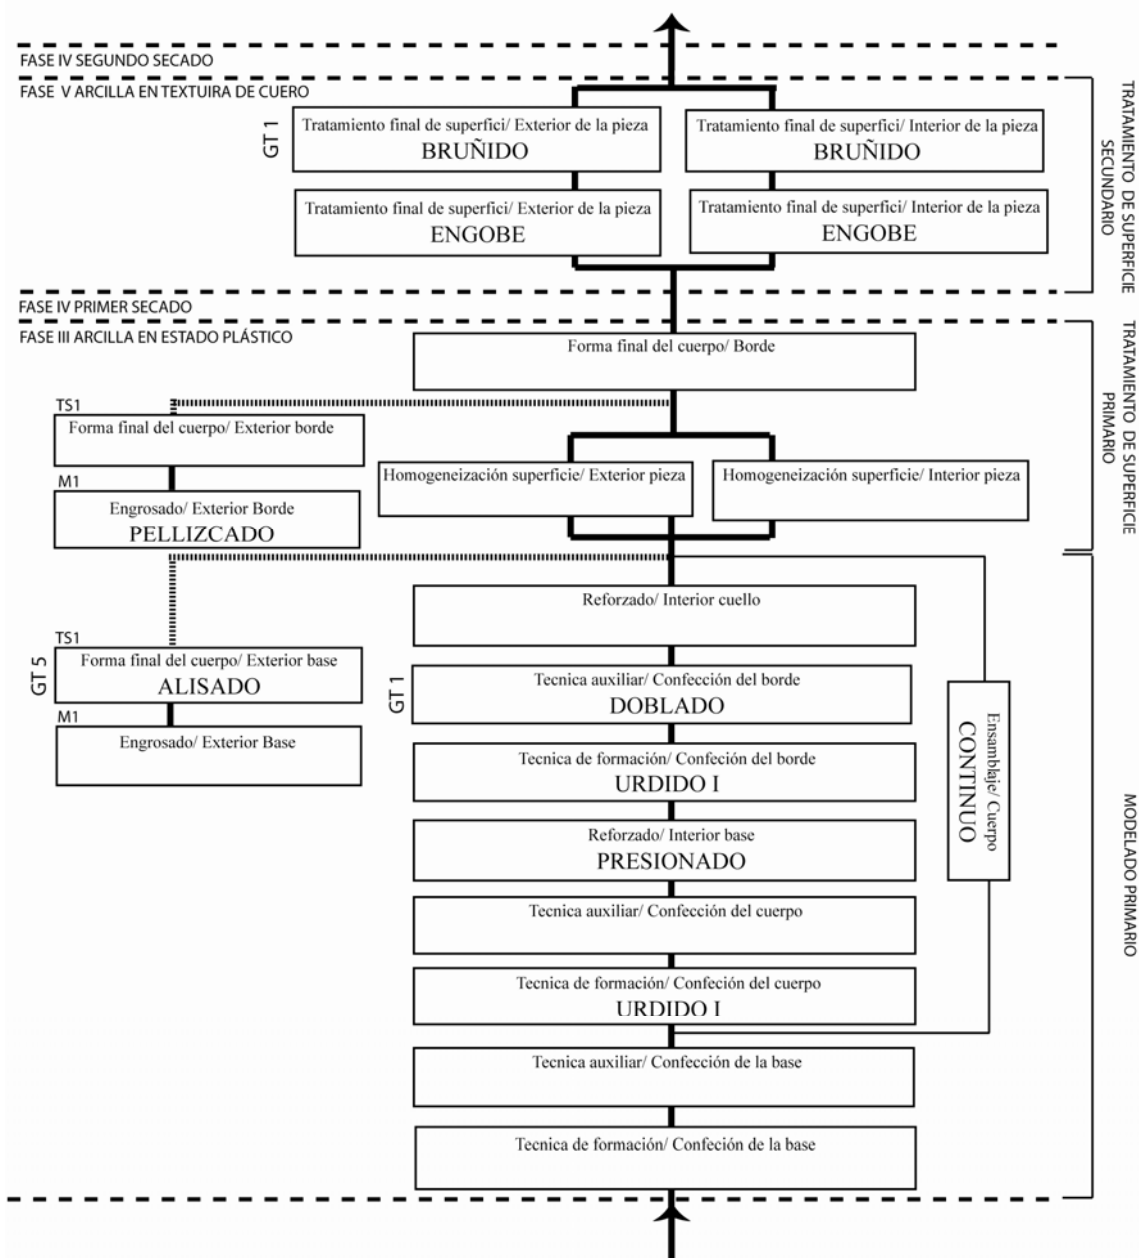 FASE IV SEGUNDO SECADO
FASE V ARCILLA EN TEXTUIRA DE CUERO
GT 1
Tratamiento final de superfici/ Exterior de la pieza
BRUÑIDO
Tratamiento final de superfici/ Interior de la pieza
BRUÑIDO
Tratamiento final de superfici/ Exterior de la pieza
ENGOBE
Tratamiento final de superfici/ Interior de la pieza
ENGOBE
TRATAMIENTO DE SUPERFICIE
SECUNDARIO
FASE IV PRIMER SECADO
FASE III ARCILLA EN ESTADO PLÁSTICO
Forma final del cuerpo/ Borde
TS1
Forma final del cuerpo/ Exterior borde
M1
Engrosado/ Exterior Borde
PELLIZCADO
Homogeneización superficie/ Exterior pieza
Homogeneización superficie/ Interior pieza
TRATAMIENTO DE SUPERFICIE
PRIMARIO
Reforzado/ Interior cuello
TS1
GT 5
Forma final del cuerpo/ Exterior base
ALISADO
M1
Engrosado/ Exterior Base
GT 1
Tecnica auxiliar/ Confección del borde
DOBLADO
Tecnica de formación/ Confeción del borde
URDIDO I
Reforzado/ Interior base
PRESIONADO
Tecnica auxiliar/ Confección del cuerpo
Tecnica de formación/ Confeción del cuerpo
URDIDO I
Tecnica auxiliar/ Confección de la base
Tecnica de formación/ Confeción de la base
Ensamblaje/ Cuerpo
CONTINUO
MODELADO PRIMARIO